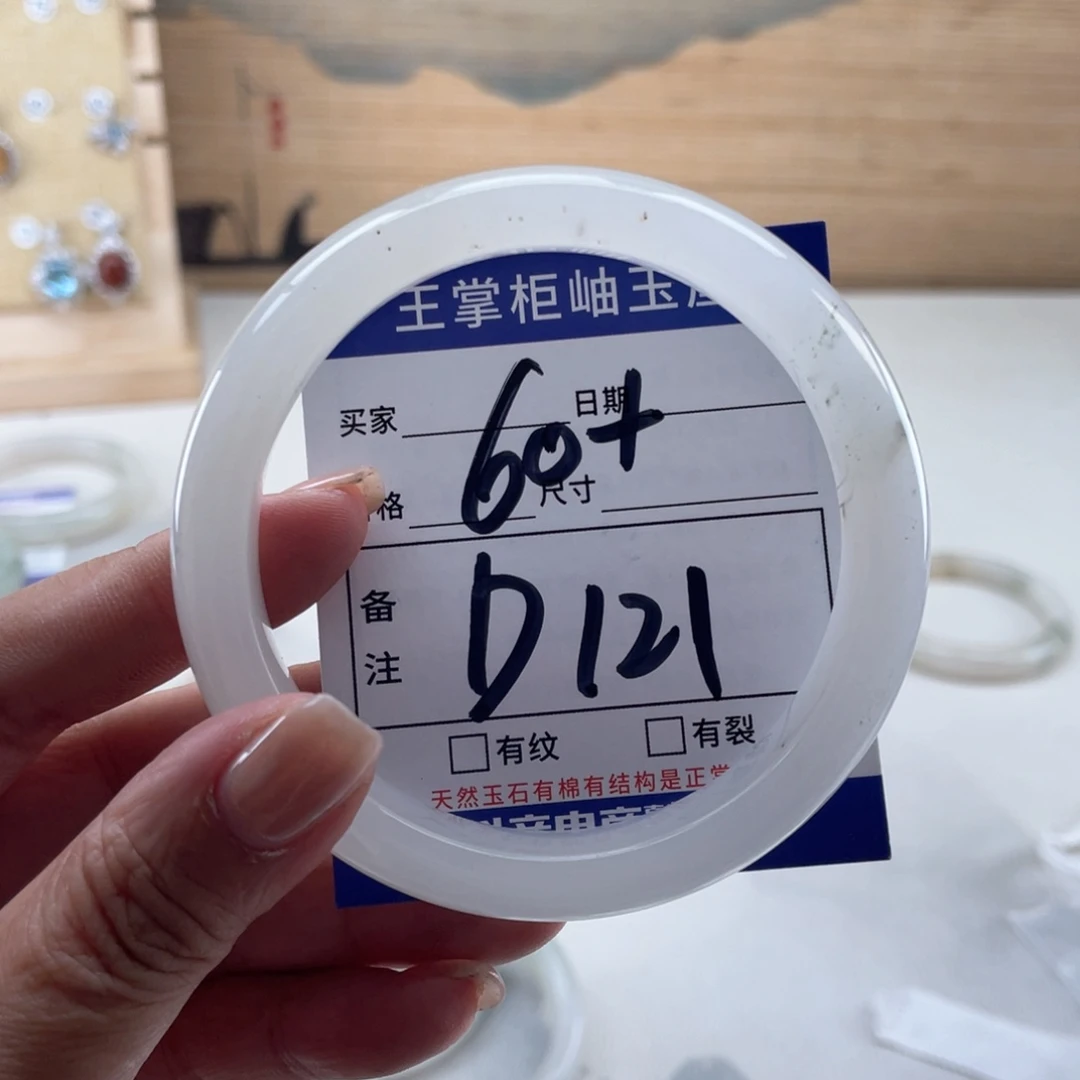 王掌柜岫玉
60+
买家 日期
格 尺寸
D121
备注
有纹 有裂
天然玉石有棉有结构是正常